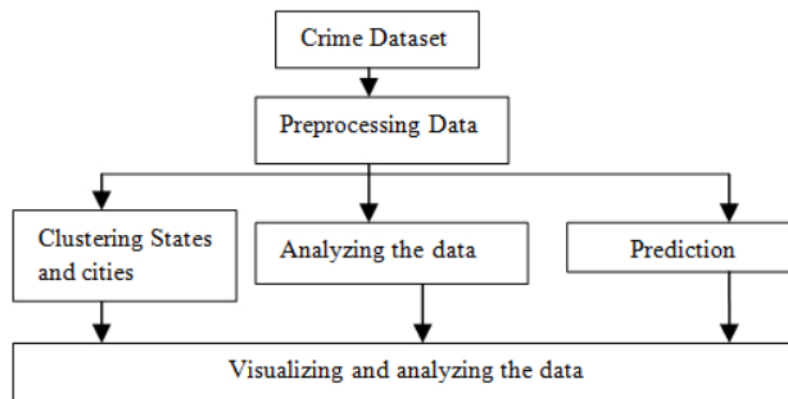 Crime Dataset
Preprocessing Data
Clustering States
and cities
Analyzing the data
Prediction
Visualizing and analyzing the data